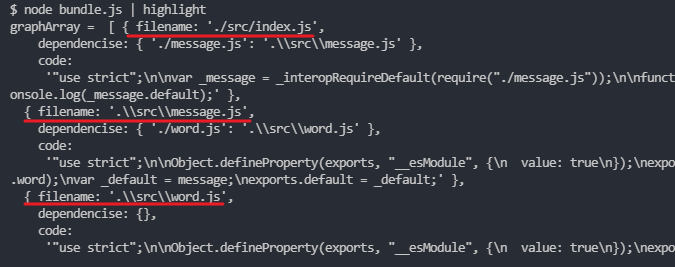 $ node bundle.js | highlight
graphArray =  [ { filename: './src/index.js',
    dependencise: { './message.js': '.\\src\\message.js' },
    code:
     '"use strict";\n\nvar _message = _interopRequireDefault(require("./message.js"));\n\nfunct
onsole.log(_message.default);' },
  { filename: '.\\src\\message.js',
    dependencise: { './word.js': '.\\src\\word.js' },
    code:
     '"use strict";\n\nObject.defineProperty(exports, "__esModule", {\n  value: true\n});\nexpo
.word);\nvar _default = message;\nexports.default = _default;' },
  { filename: '.\\src\\word.js',
    dependencise: {},
    code:
     '"use strict";\n\nObject.defineProperty(exports, "__esModule", {\n  value: true\n});\nexpo